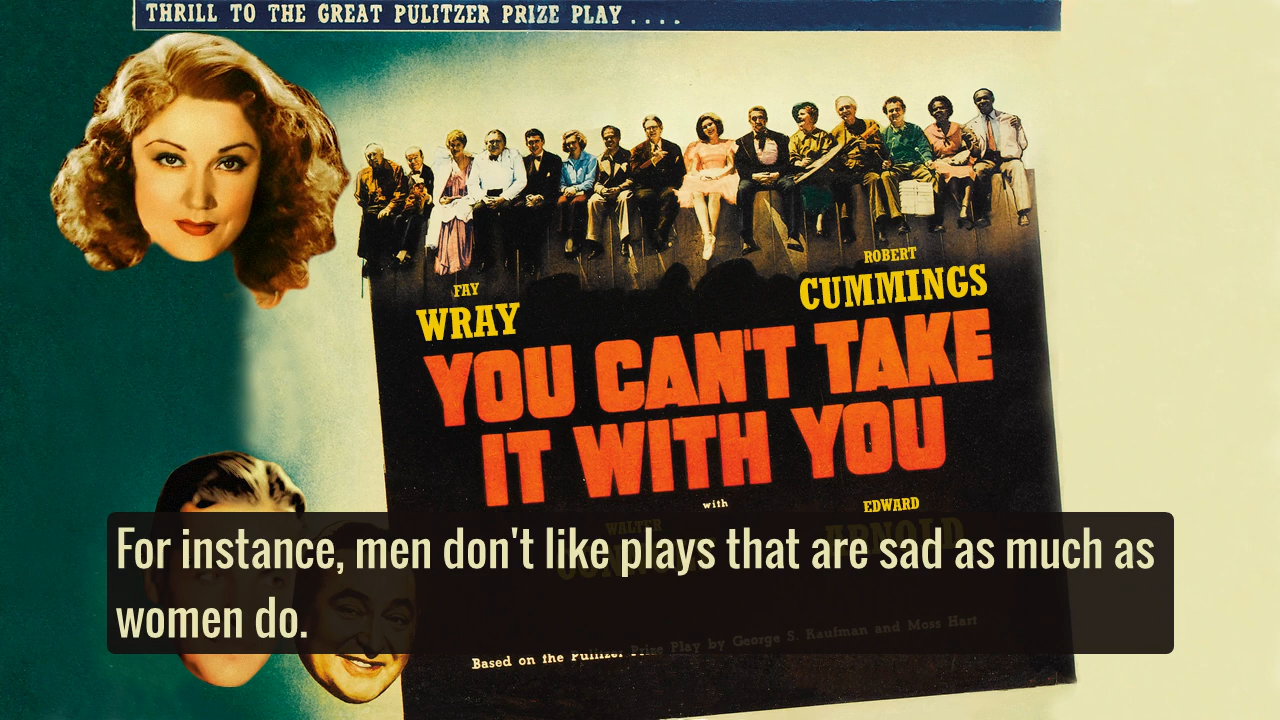 THRILL TO THE GREAT PULITZER PRIZE PLAY....
FAY
WRAY
ROBERT
CUMMINGS
YOU CAN'T TAKE
IT WITH YOU
with
WALTER
EDWARD
ARNOLD
For instance, men don't like plays that are sad as much as
women do.
Based on the Pulitzer Prize Play by George S. Kaufman and Moss Hart